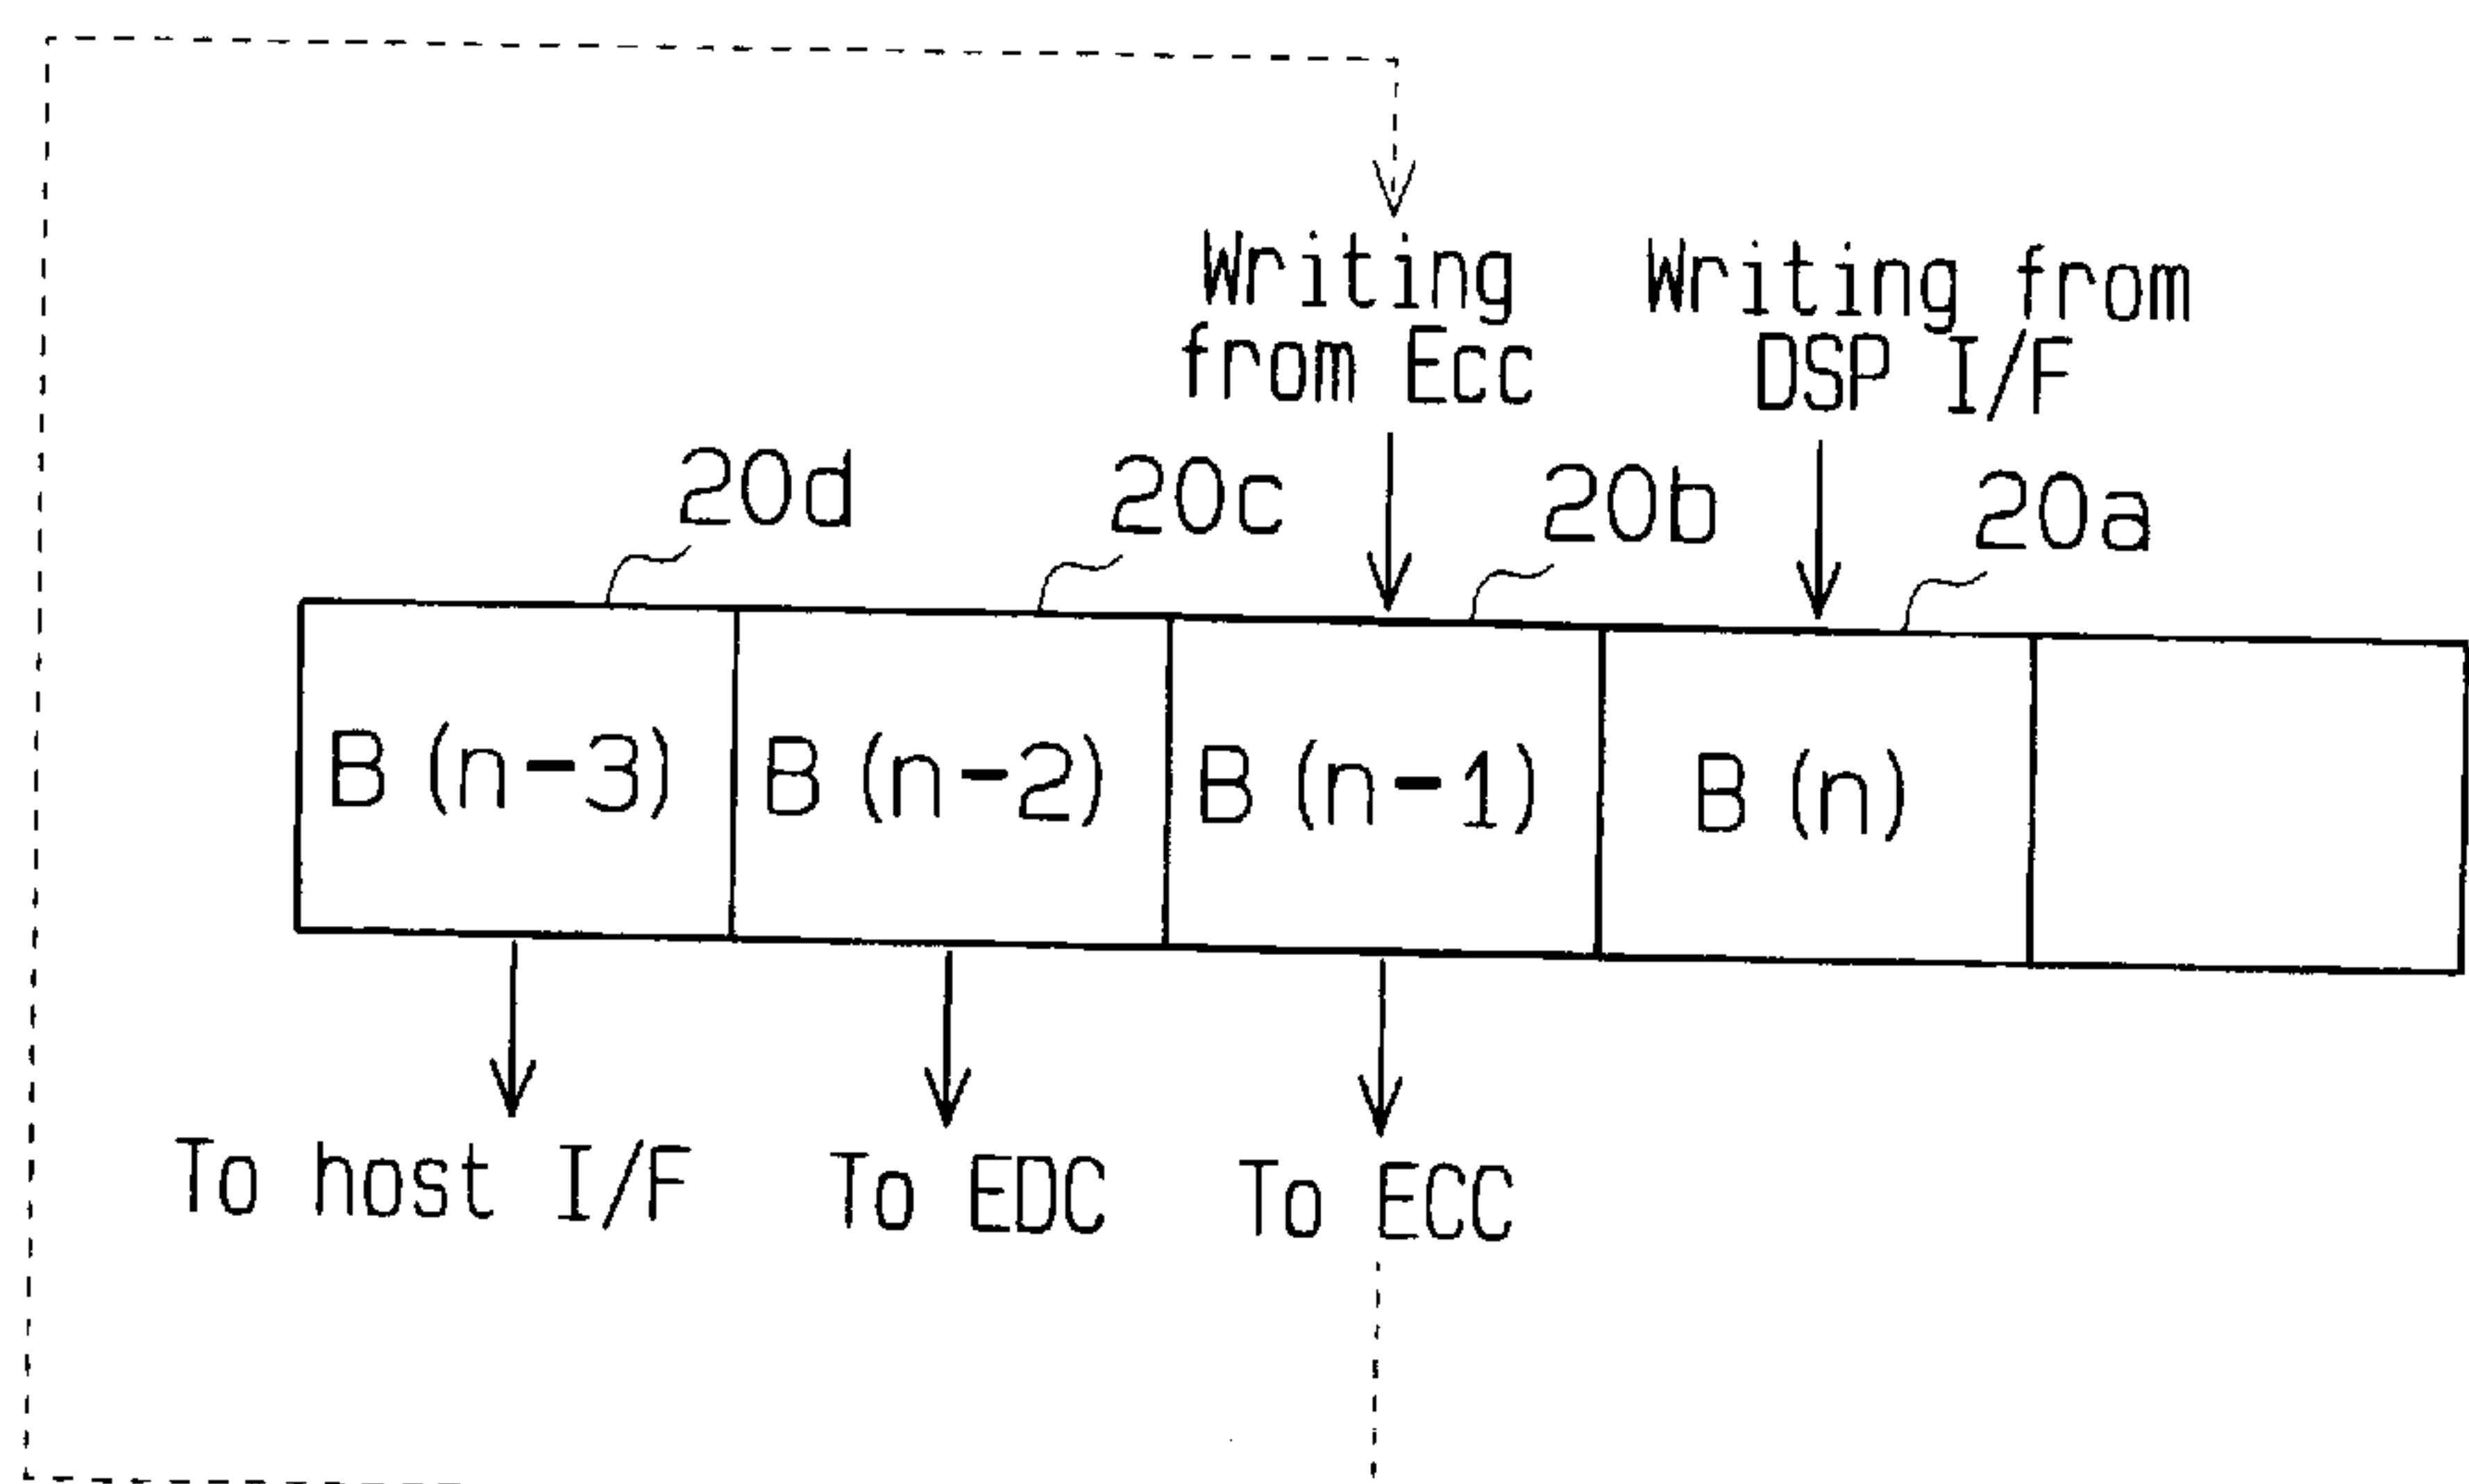 Writing
from Ecc
Writing from
DSP I/F
20d
20c
20b
20a
B (n-3)
B (n-2)
B (n-1)
B (n)
To host I/F
To EDC
To ECC